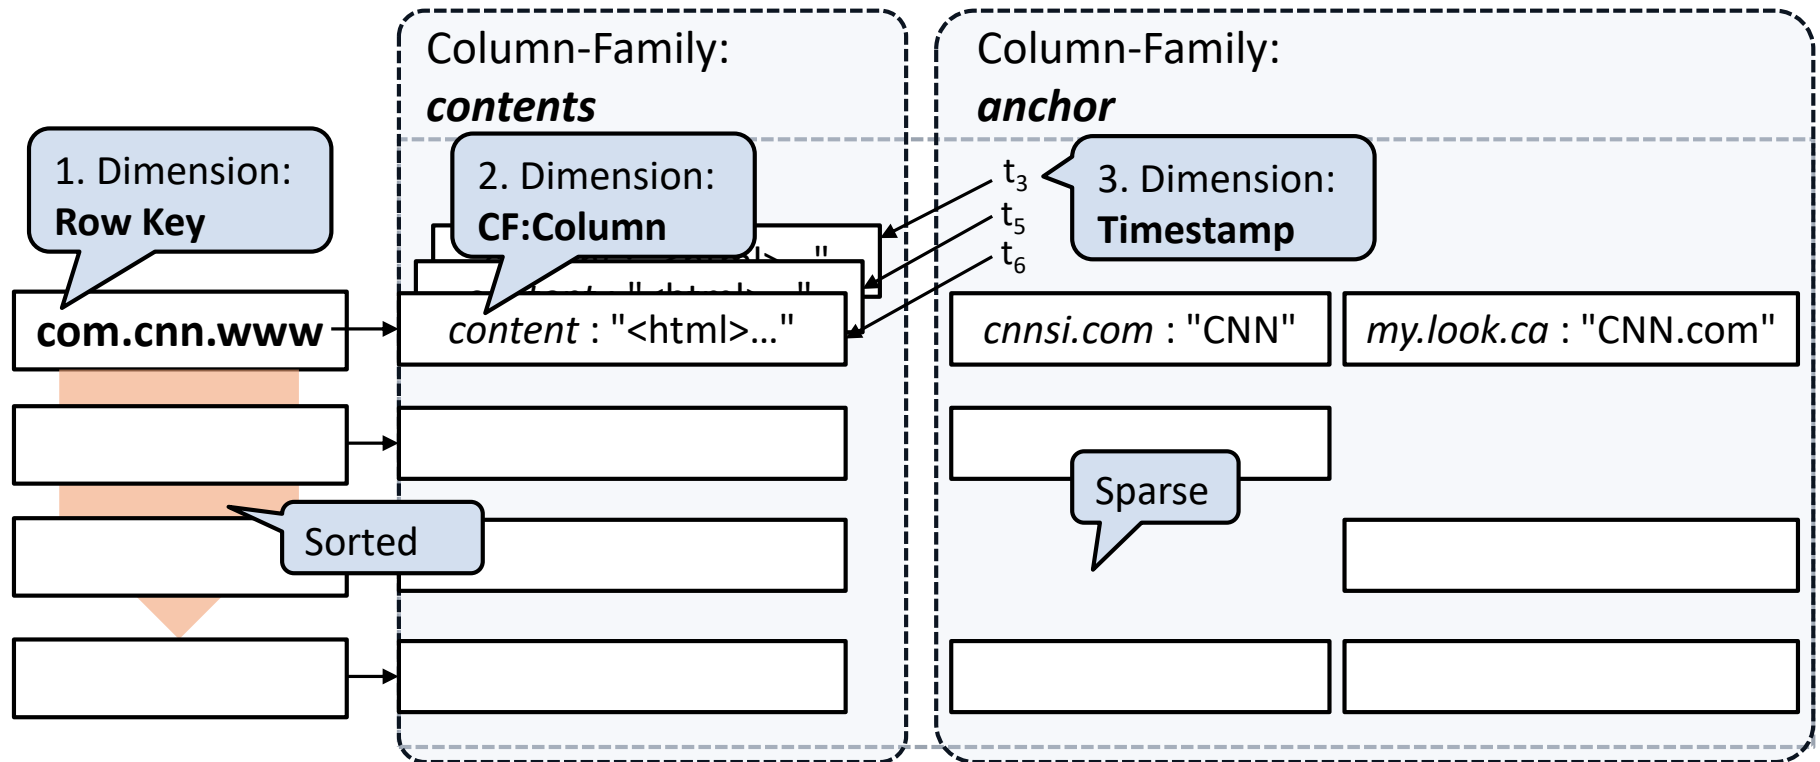 Column-Family:
contents
Column-Family:
anchor
1. Dimension:
Row Key
2. Dimension:
CF:Column
3. Dimension:
Timestamp
t3
t5
t6
com.cnn.www
content : "<html>..."
cnnsi.com : "CNN"
my.look.ca : "CNN.com"
Sorted
Sparse